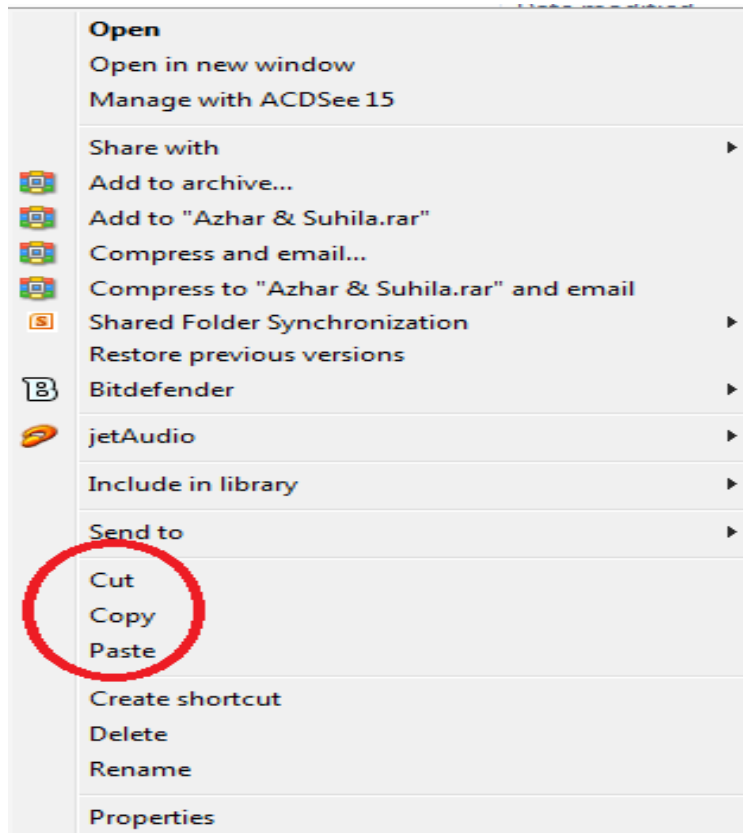 Open
Open in new window
Manage with ACDSee 15
Share with
Add to archive...
Add to "Azhar & Suhila.rar"
Compress and email...
Compress to "Azhar & Suhila.rar" and email
S Shared Folder Synchronization
Restore previous versions
B Bitdefender
jetAudio
Include in library
Send to
Cut
Copy
Paste
Create shortcut
Delete
Rename
Properties